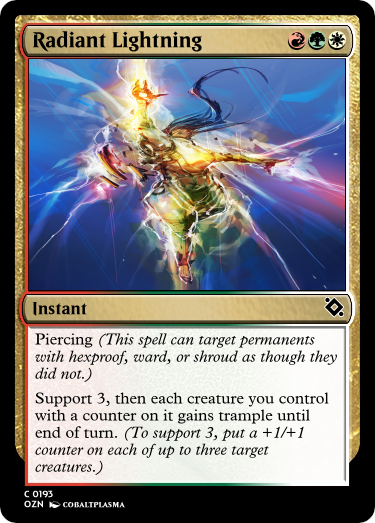 Radiant Lightning
Instant
Piercing (This spell can target permanents
with hexproof, ward, or shroud as though they
did not.)
Support 3, then each creature you control
with a counter on it gains trample until
end of turn. (To support 3, put a +1/+1
counter on each of up to three target
creatures.)
C 0193
OZN COBALTPLASMA